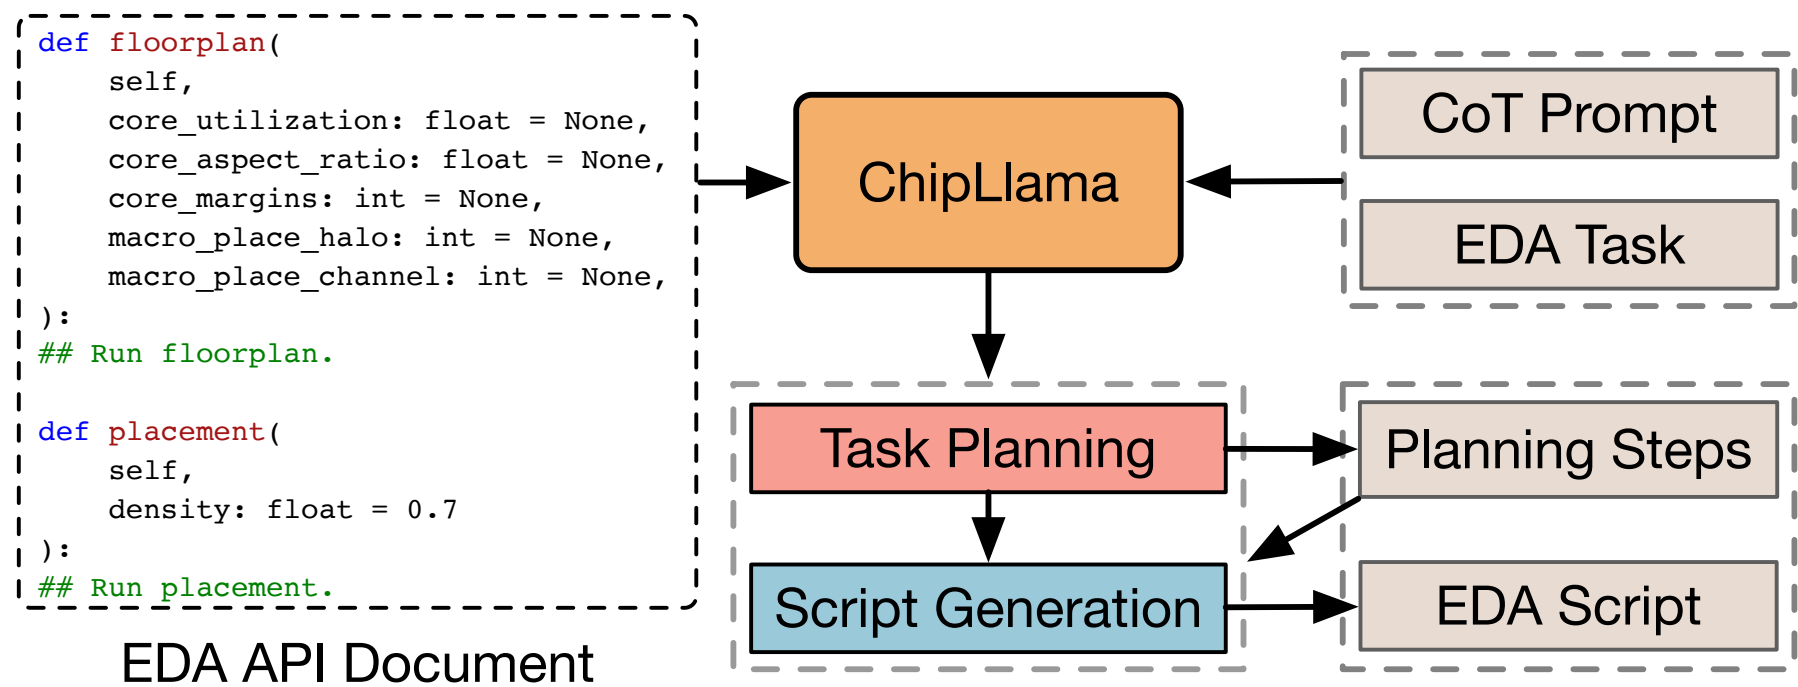 def floorplan(
    self,
    core_utilization: float = None,
    core_aspect_ratio: float = None,
    core_margins: int = None,
    macro_place_halo: int = None,
    macro_place_channel: int = None,
):
## Run floorplan.
def placement(
    self,
    density: float = 0.7
):
## Run placement.
EDA API Document
ChipLlama
CoT Prompt
EDA Task
Task Planning
Planning Steps
Script Generation
EDA Script